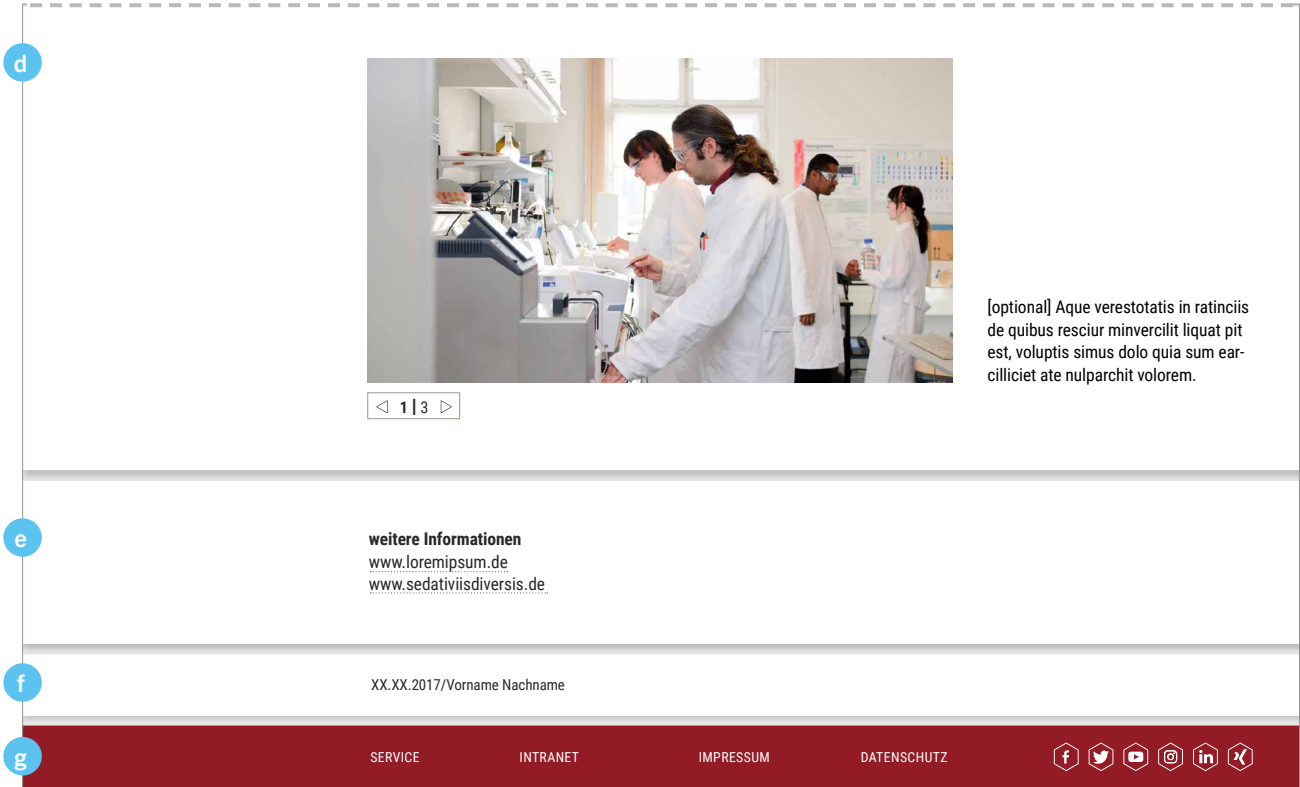 d
[optional] Aque verestotatis in ratinciis
de quibus resciur minvercilit liquat pit
est, voluptis simus dolo quia sum ear-
cilliciet ate nulparchit volorem.
1 | 3
e
weitere Informationen
www.loremipsum.de
www.sedativiisdiversis.de
f
XX.XX.2017/Vorname Nachname
g
SERVICE INTRANET IMPRESSUM DATENSCHUTZ